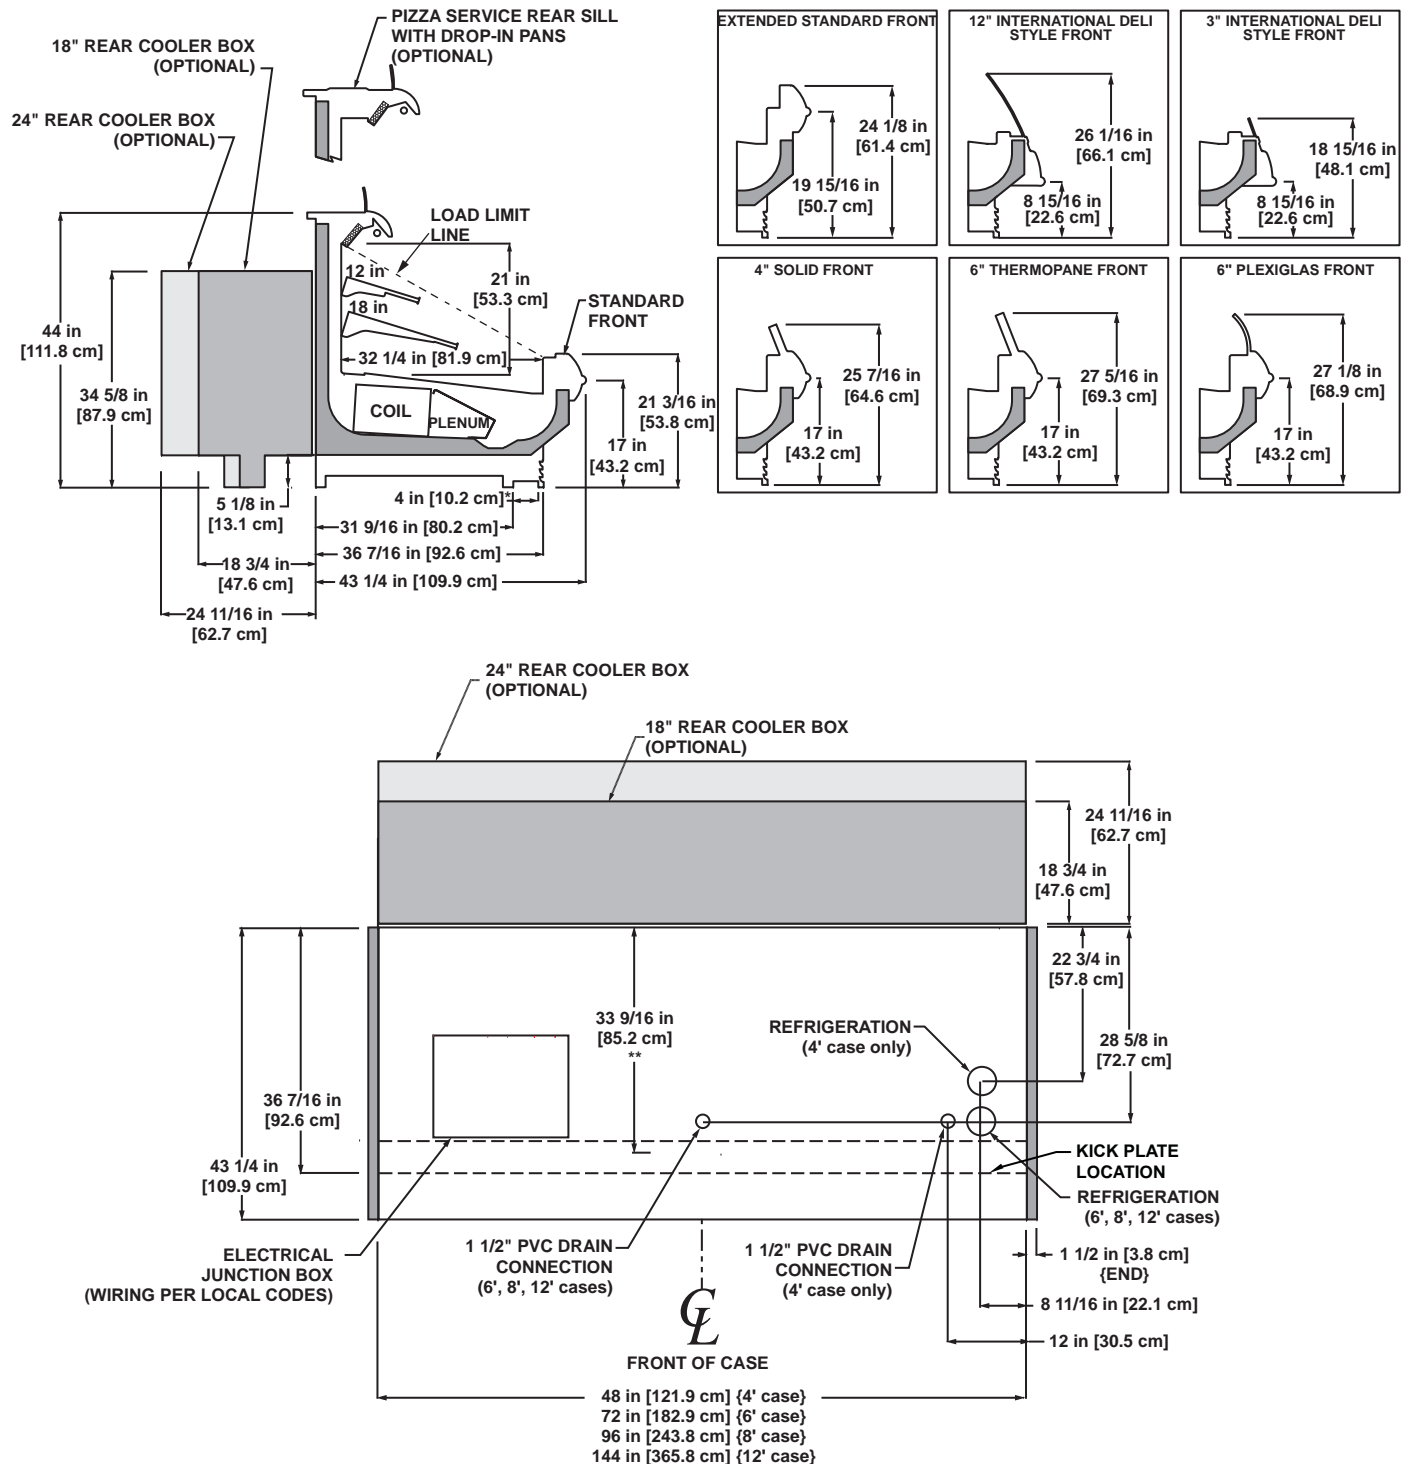 PIZZA SERVICE REAR SILL
WITH DROP-IN PANS
(OPTIONAL)
18" REAR COOLER BOX
(OPTIONAL)
24" REAR COOLER BOX
(OPTIONAL)
LOAD LIMIT
LINE
12 in
18 in
21 in
[53.3 cm]
STANDARD
FRONT
32 1/4 in [81.9 cm]
44 in
[111.8 cm]
34 5/8 in
[87.9 cm]
COIL
PLENUM
21 3/16 in
[53.8 cm]
17 in
[43.2 cm]
5 1/8 in
[13.1 cm]
4 in [10.2 cm]*
31 9/16 in [80.2 cm]
36 7/16 in [92.6 cm]
18 3/4 in
[47.6 cm]
43 1/4 in [109.9 cm]
24 11/16 in
[62.7 cm]
EXTENDED STANDARD FRONT
24 1/8 in
[61.4 cm]
19 15/16 in
[50.7 cm]
12" INTERNATIONAL DELI
STYLE FRONT
26 1/16 in
[66.1 cm]
8 15/16 in
[22.6 cm]
3" INTERNATIONAL DELI
STYLE FRONT
18 15/16 in
[48.1 cm]
8 15/16 in
[22.6 cm]
4" SOLID FRONT
25 7/16 in
[64.6 cm]
17 in
[43.2 cm]
6" THERMOPANE FRONT
27 5/16 in
[69.3 cm]
17 in
[43.2 cm]
6" PLEXIGLAS FRONT
27 1/8 in
[68.9 cm]
17 in
[43.2 cm]
24" REAR COOLER BOX
(OPTIONAL)
18" REAR COOLER BOX
(OPTIONAL)
24 11/16 in
[62.7 cm]
18 3/4 in
[47.6 cm]
22 3/4 in
[57.8 cm]
33 9/16 in
[85.2 cm]
**
REFRIGERATION
(4' case only)
28 5/8 in
[72.7 cm]
36 7/16 in
[92.6 cm]
43 1/4 in
[109.9 cm]
KICK PLATE
LOCATION
REFRIGERATION
(6', 8', 12' cases)
ELECTRICAL
JUNCTION BOX
(WIRING PER LOCAL CODES)
1 1/2" PVC DRAIN
CONNECTION
(6', 8', 12' cases)
1 1/2" PVC DRAIN
CONNECTION
(4' case only)
1 1/2 in [3.8 cm]
{END}
8 11/16 in [22.1 cm]
12 in [30.5 cm]
CL
FRONT OF CASE
48 in [121.9 cm] {4' case}
72 in [182.9 cm] {6' case}
96 in [243.8 cm] {8' case}
144 in [365.8 cm] {12' case}